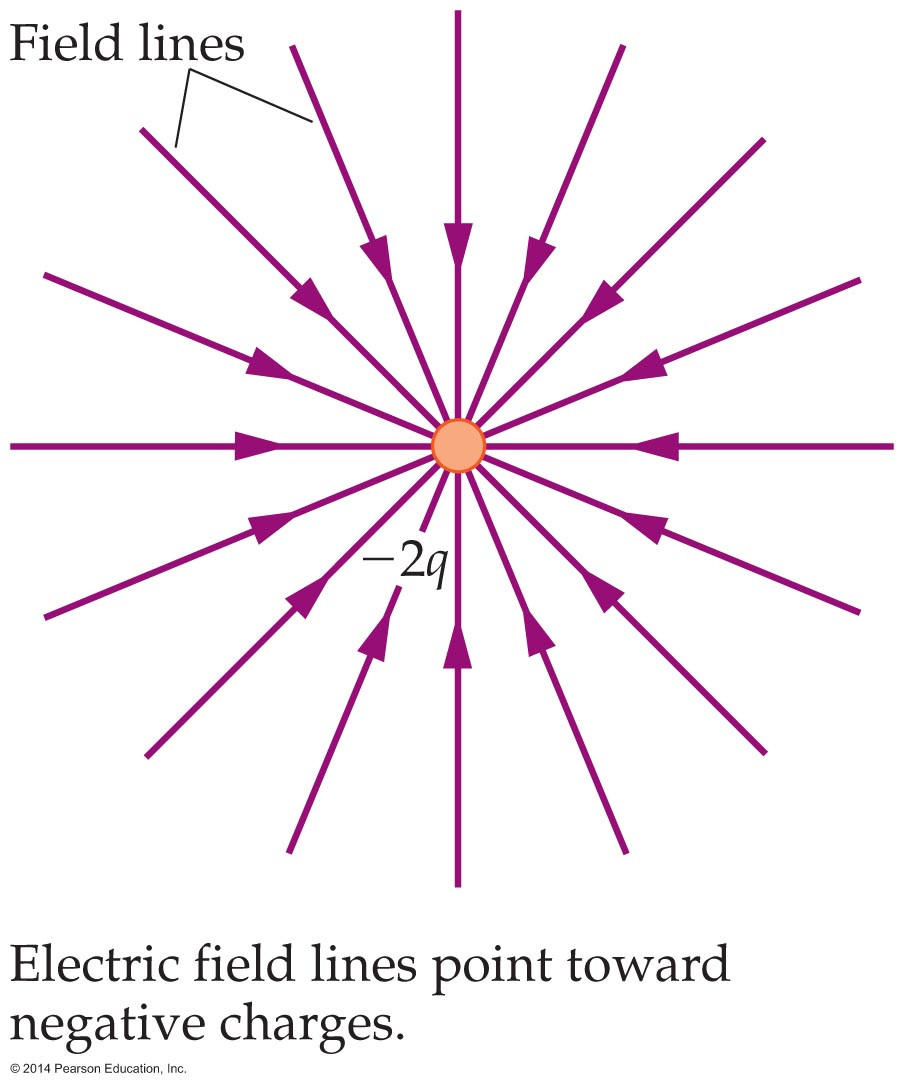 Field lines
−2q
Electric field lines point toward
negative charges.
© 2014 Pearson Education, Inc.